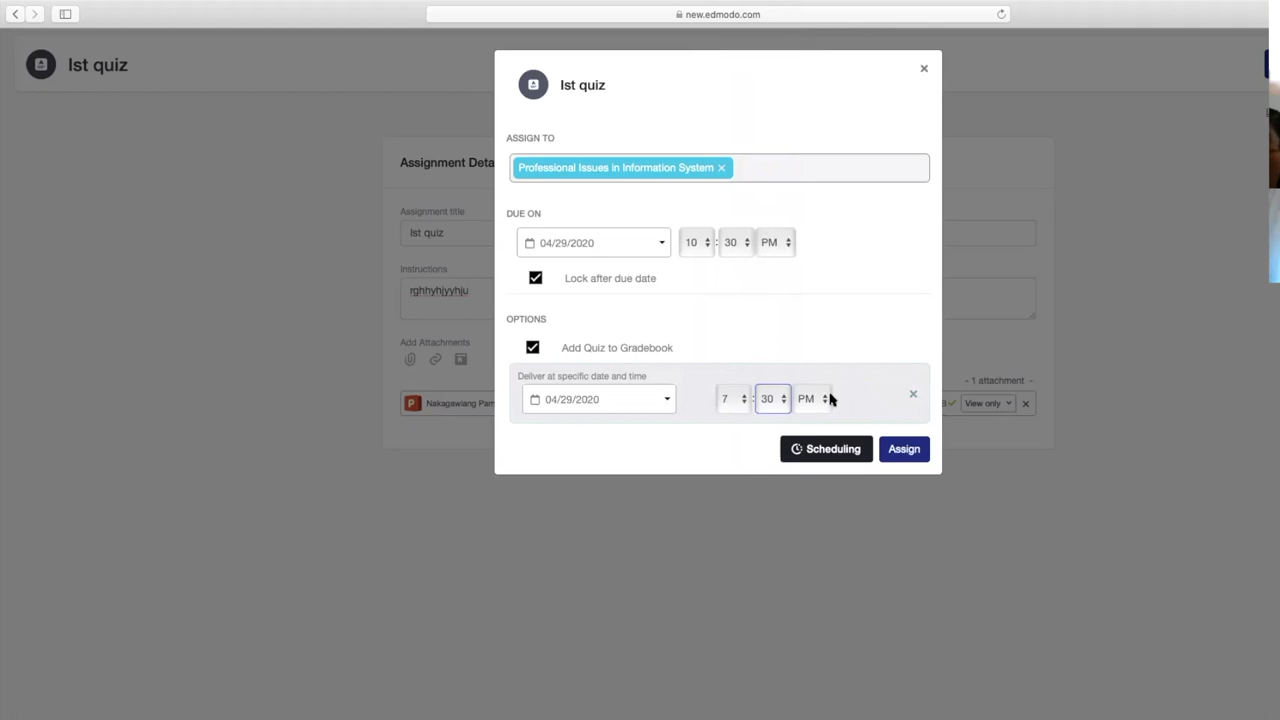 new.edmodo.com
Ist quiz
Ist quiz
ASSIGN TO
Professional Issues in Information System
Assignment Deta
DUE ON
Assignment title
Ist quiz
04/29/2020 10 : 30 PM
Instructions
Lock after due date
rghhyhjyyhju
OPTIONS
Add Attachments
Add Quiz to Gradebook
Deliver at specific date and time
- 1 attachment -
04/29/2020 7 : 30 PM
Nakagawiang Pam
View only
Scheduling Assign